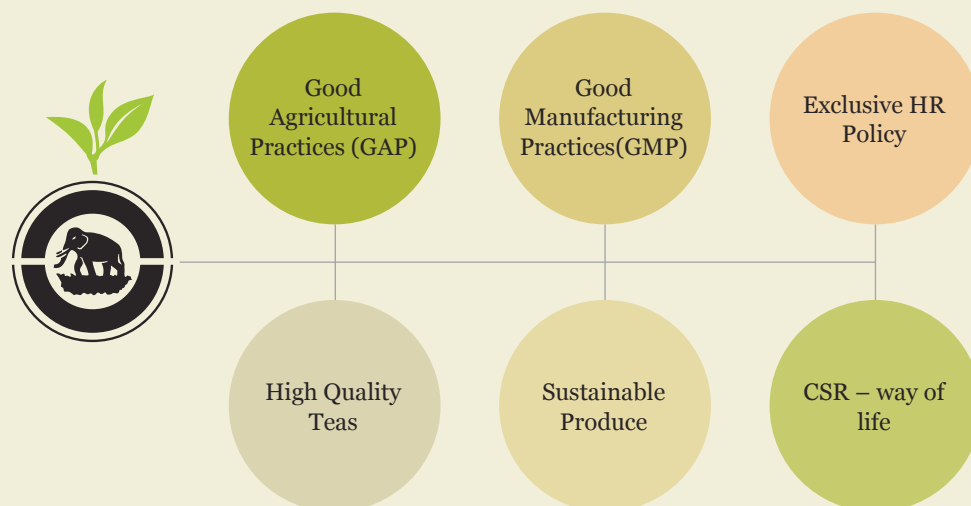 Good
Agricultural
Practices (GAP)
Good
Manufacturing
Practices(GMP)
Exclusive HR
Policy
High Quality
Teas
Sustainable
Produce
CSR – way of
life